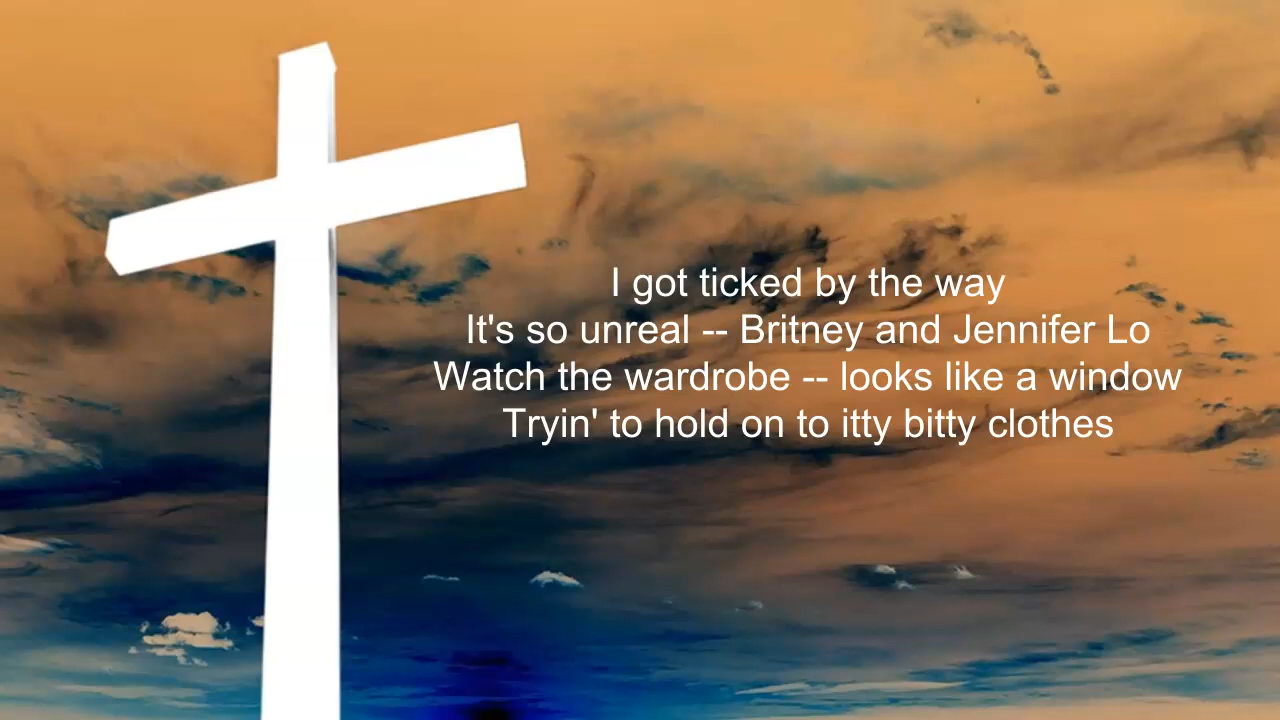 I got ticked by the way
It's so unreal -- Britney and Jennifer Lo
Watch the wardrobe -- looks like a window
Tryin' to hold on to itty bitty clothes